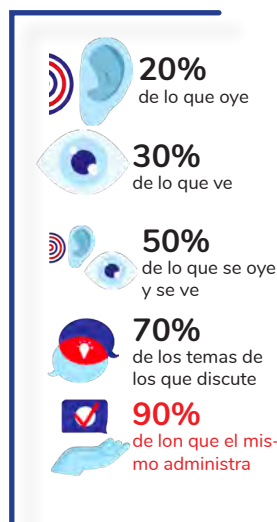 20%
de lo que oye
30%
de lo que ve
50%
de lo que se oye
y se ve
70%
de los temas de
los que discute
90%
de lon que el mis-
mo administra